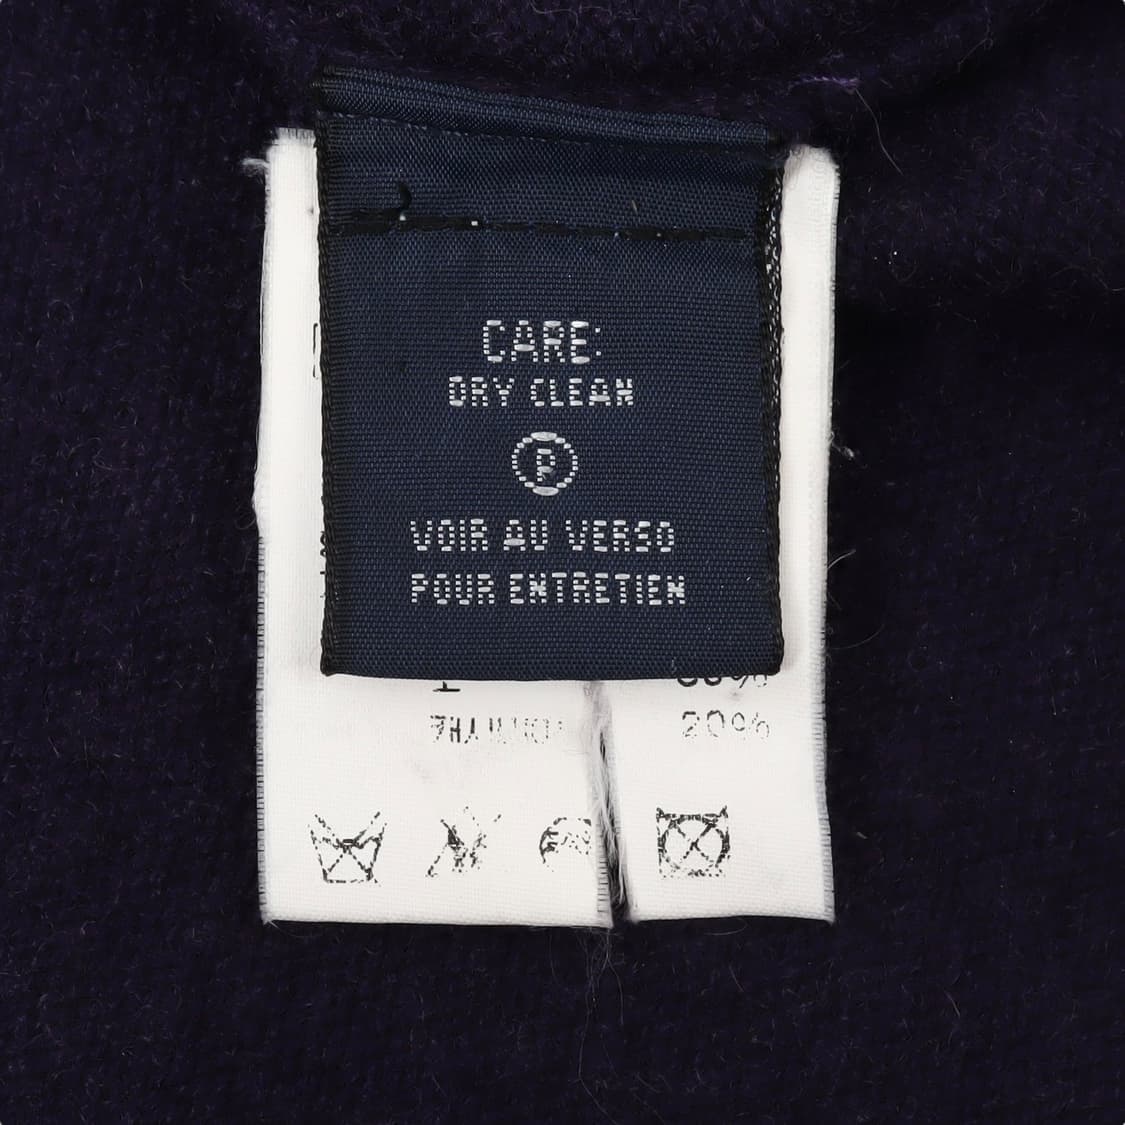 CARE:
DRY CLEAN
P
VOIR AU VERSO
POUR ENTRETIEN
20%